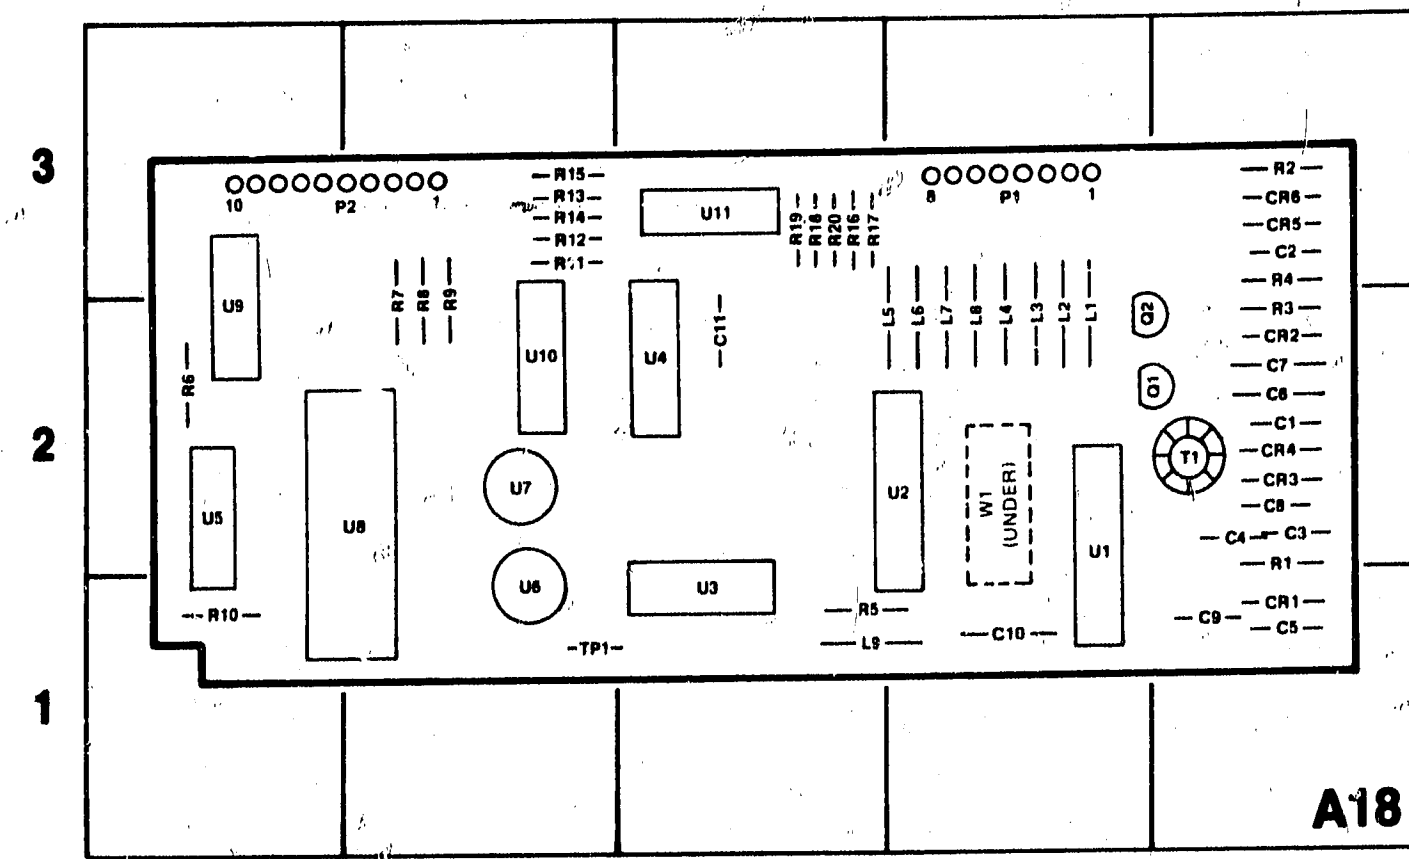 3
2
1
10 P2 1
R15
R13
R14
R12
R11
U11
R19
R18
R20
R16
R17
8 P1 1
R2
CR6
CR5
C2
R4
R3
CR2
C7
C6
C1
CR4
CR3
C8
C4 C3
R1
CR1
C9
C5
U9
R7
R8
R9
U10
U4
C11
L5
L6
L7
L8
L4
L3
L2
L1
Q2
Q1
R6
T1
U5
U8
U7
U6
U2
W1
(UNDER)
U1
U3
R10
TP1
R5
L9
C10
A18